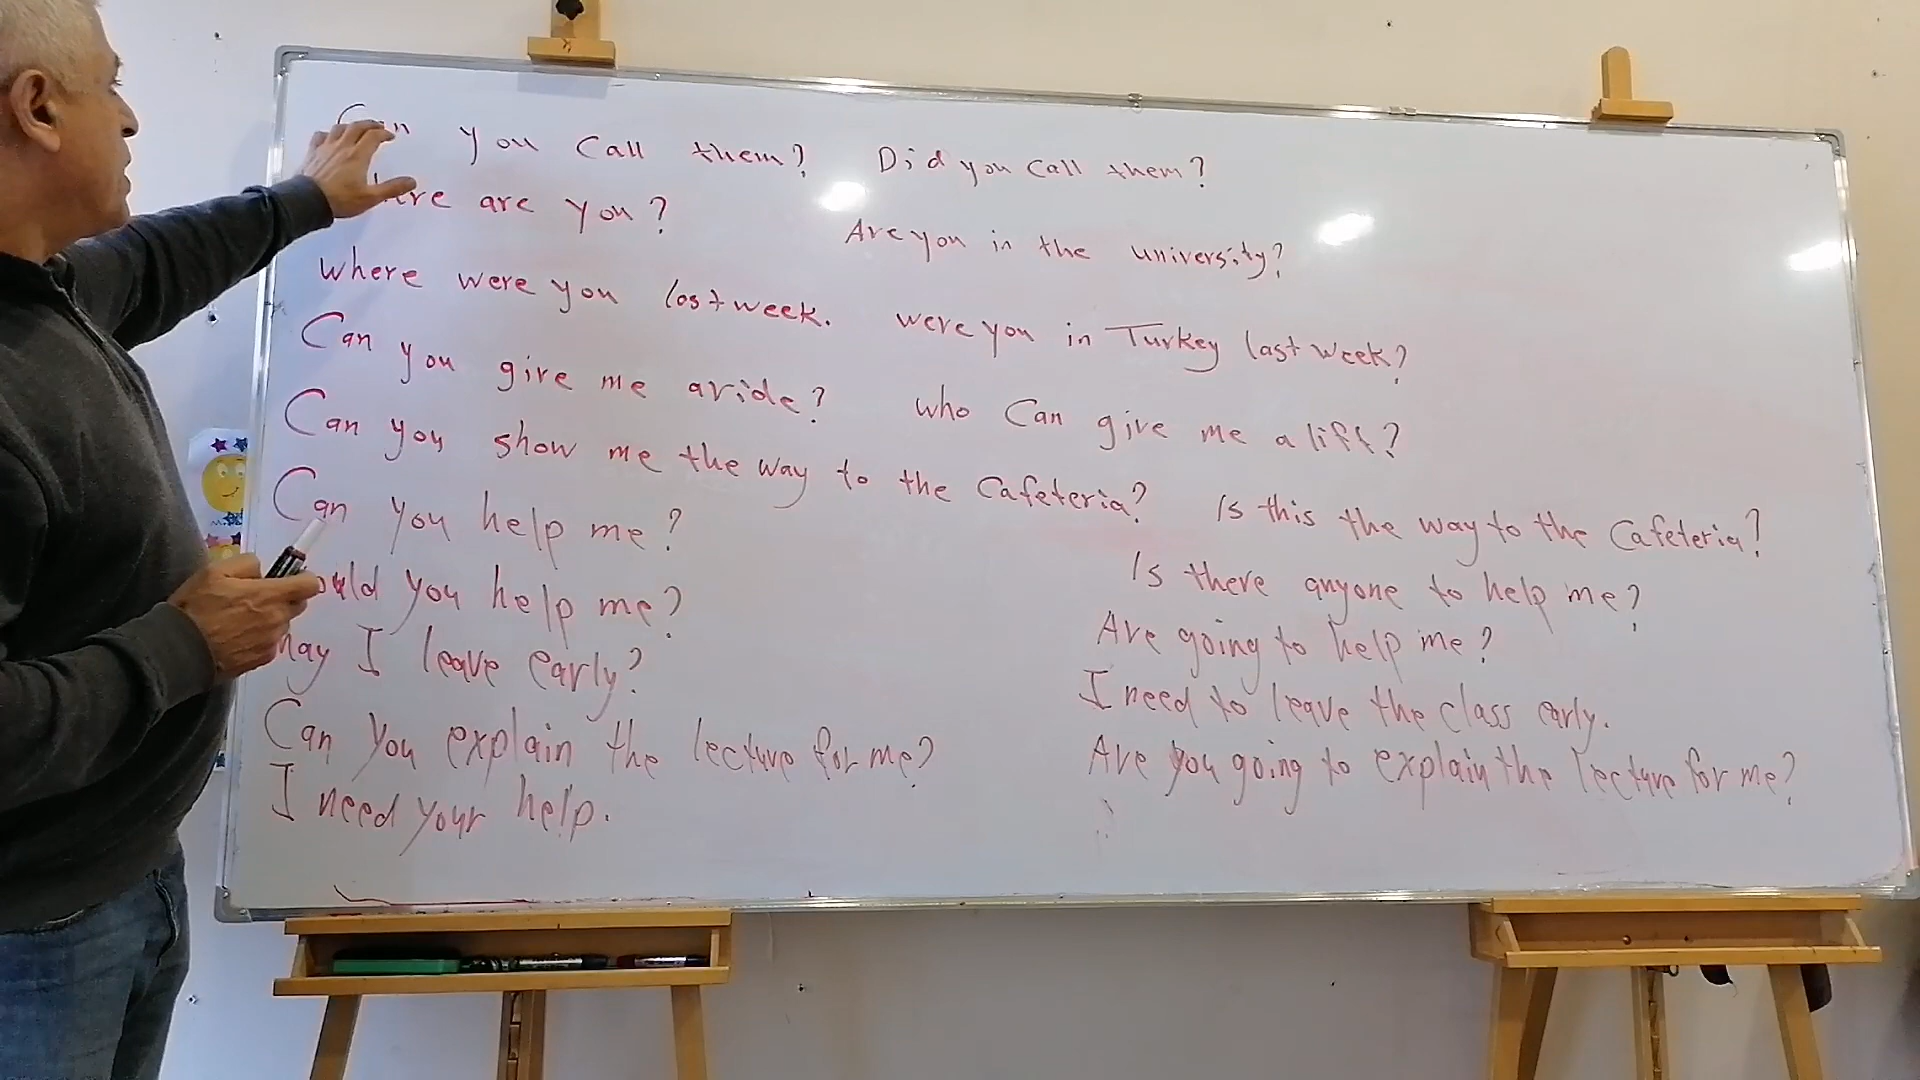 Can you call them? Did you call them?
are you? Are you in the university?
where were you last week. were you in Turkey last week?
Can you give me a ride? who can give me a lift?
Can you show me the way to the Cafeteria? Is this the way to the Cafeteria?
Can you help me? Is there anyone to help me?
you help me? Are going to help me?
May I leave early? I need to leave the class early.
Can you explain the lecture for me? Are you going to explain the lecture for me?
I need your help.